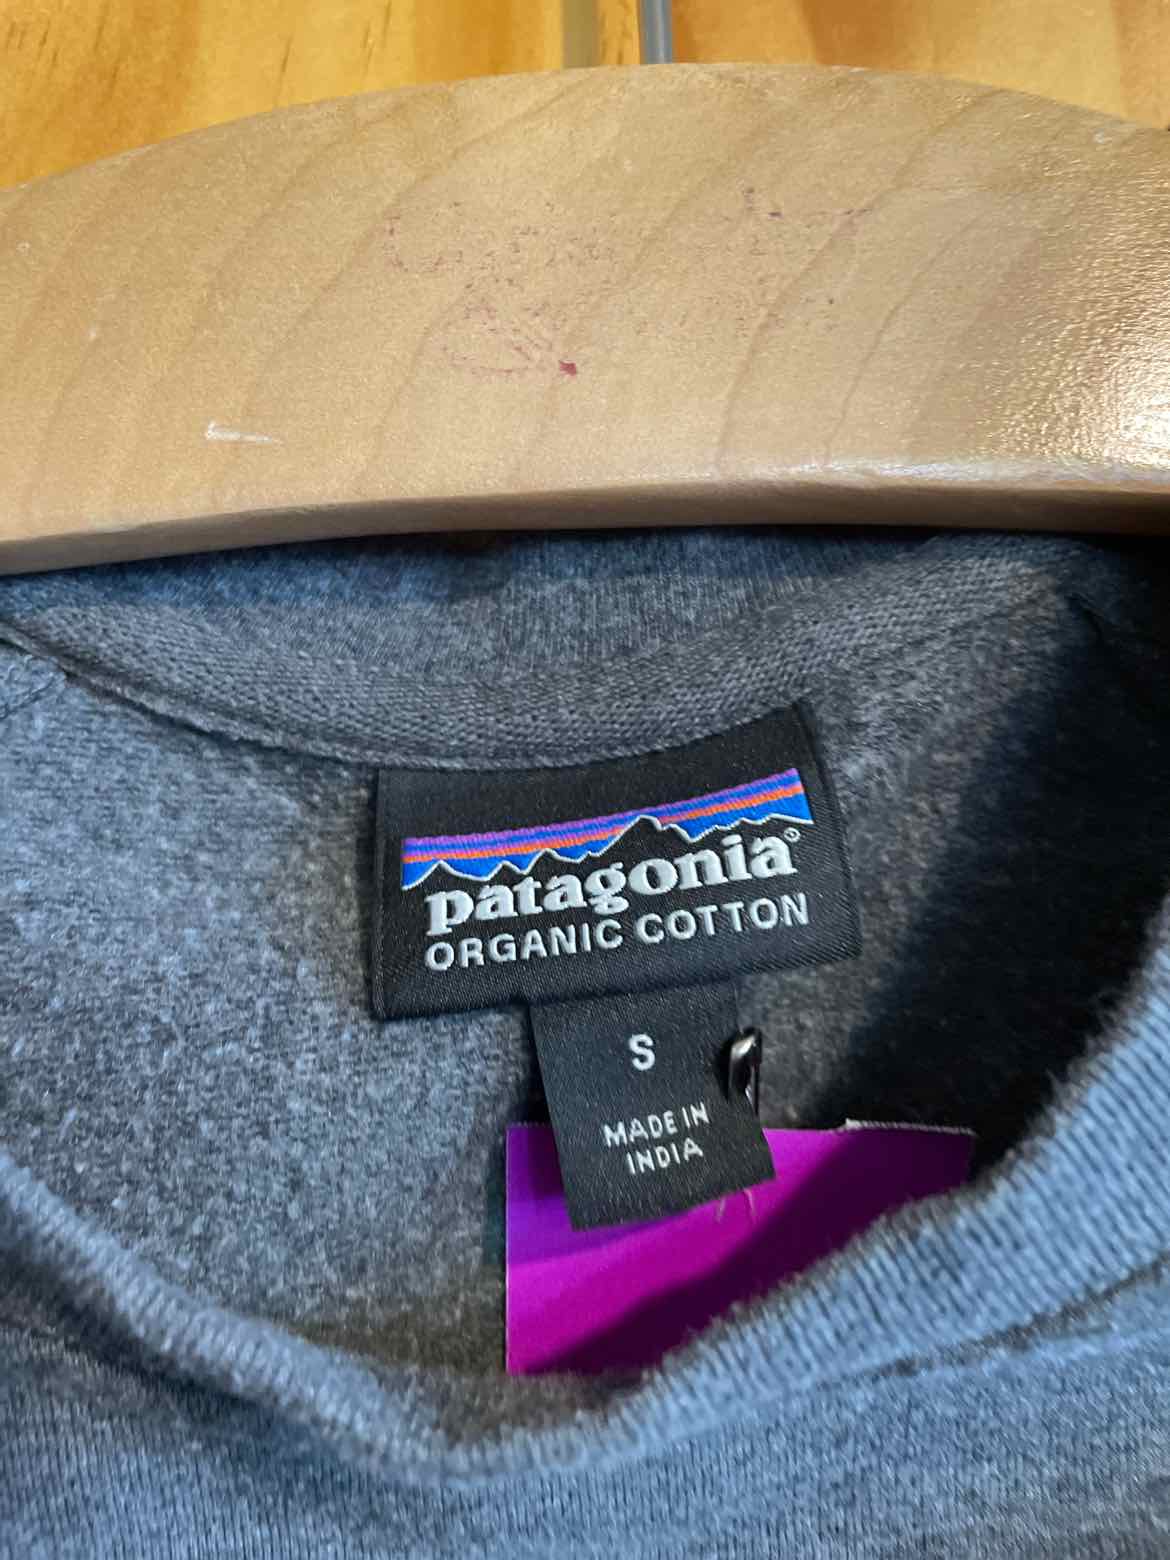 patagonia®
ORGANIC COTTON
S
MADE IN
INDIA